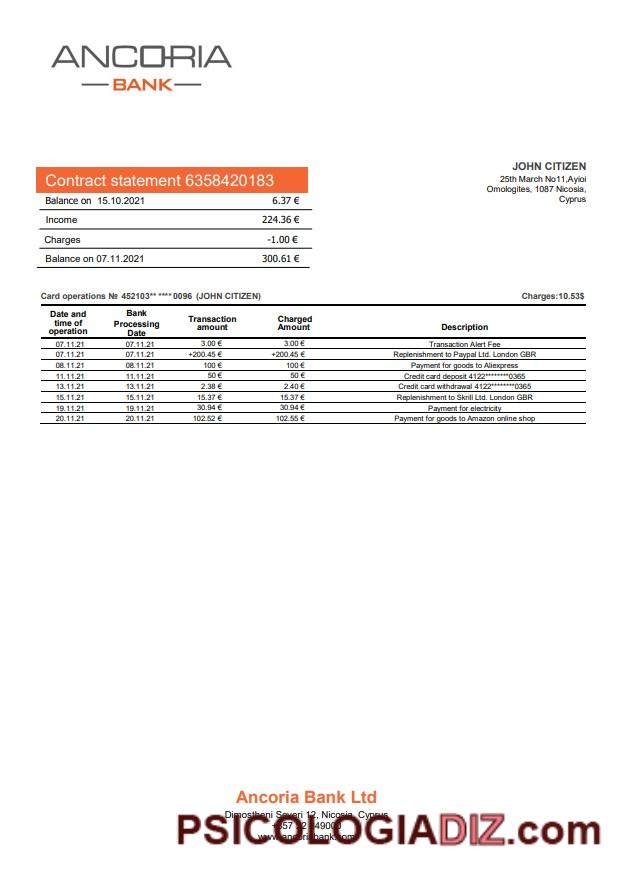 ANCORIA
BANK
JOHN CITIZEN
25th March No11,Ayioi
Omologites, 1087 Nicosia,
Cyprus
Contract statement 6358420183
Balance on 15.10.2021 6.37 €
Income 224.36 €
Charges -1.00 €
Balance on 07.11.2021 300.61 €
Card operations № 452103** **** 0096 (JOHN CITIZEN) Charges:10.53$
Date and time of operation Bank Processing Date Transaction amount Charged Amount Description
07.11.21 07.11.21 3.00 € 3.00 € Transaction Alert Fee
07.11.21 07.11.21 +200.45 € +200.45 € Replenishment to Paypal Ltd. London GBR
08.11.21 08.11.21 100 € 100 € Payment for goods to Aliexpress
11.11.21 11.11.21 50 € 50 € Credit card deposit 4122********0365
13.11.21 13.11.21 2.38 € 2.40 € Credit card withdrawal 4122********0365
15.11.21 15.11.21 15.37 € 15.37 € Replenishment to Skrill Ltd. London GBR
19.11.21 19.11.21 30.94 € 30.94 € Payment for electricity
20.11.21 20.11.21 102.52 € 102.55 € Payment for goods to Amazon online shop
Ancoria Bank Ltd
Dimostheni Severi 12, Nicosia, Cyprus
PSICOLOGIADIZ.com